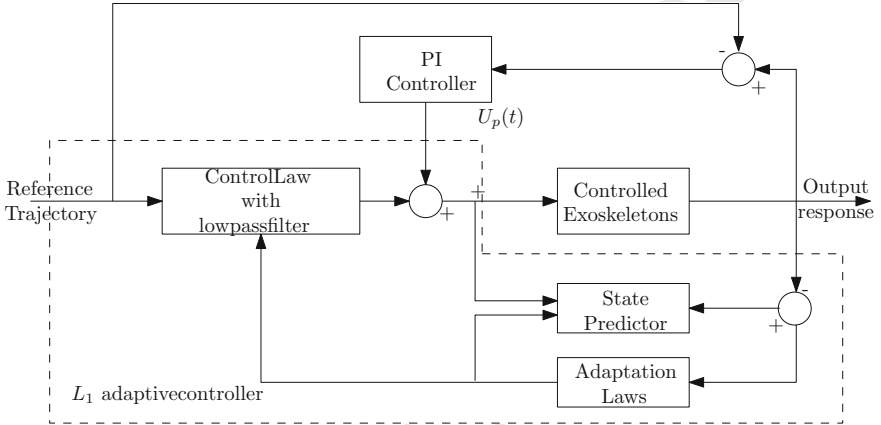 -
PI
Controller
+
U_p(t)
Reference
Trajectory
ControlLaw
with
lowpassfilter
+
+
Controlled
Exoskeletons
Output
response
-
State
Predictor
+
Adaptation
Laws
L_1 adaptivecontroller